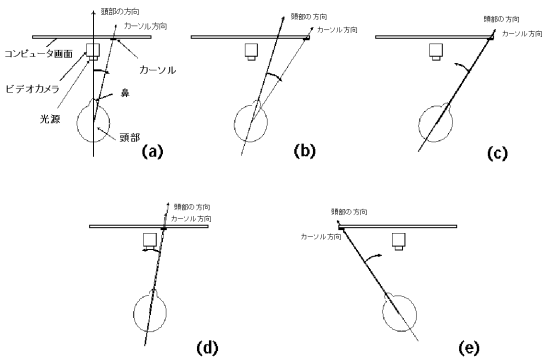 頭部の方向
カーソル方向
コンピュータ画面
カーソル
ビデオカメラ
鼻
光源
頭部
(a)
頭部の方向
カーソル方向
(b)
頭部の方向
カーソル方向
(c)
頭部の方向
カーソル方向
(d)
頭部の方向
カーソル方向
(e)